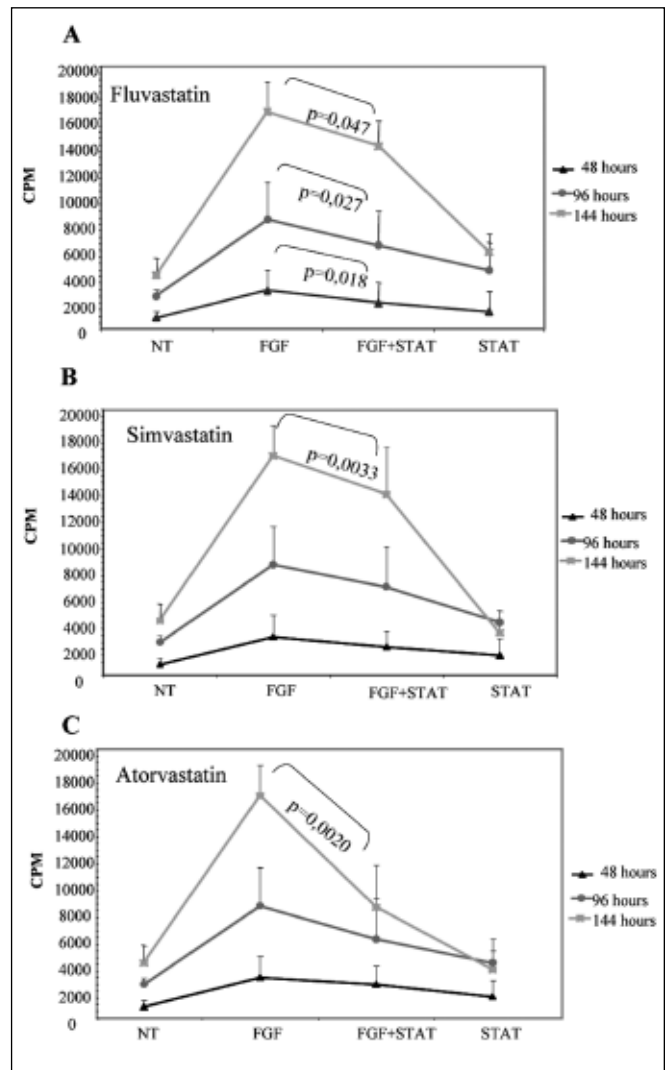 A
Fluvastatin
20000
18000
16000
14000
12000
10000
8000
6000
4000
2000
0
CPM
p=0,047
p=0,027
p=0,018
NT FGF FGF+STAT STAT
48 hours
96 hours
144 hours
B
Simvastatin
20000
18000
16000
14000
12000
10000
8000
6000
4000
2000
0
CPM
p=0,0033
NT FGF FGF+STAT STAT
48 hours
96 hours
144 hours
C
Atorvastatin
20000
18000
16000
14000
12000
10000
8000
6000
4000
2000
0
CPM
p=0,0020
NT FGF FGF+STAT STAT
48 hours
96 hours
144 hours